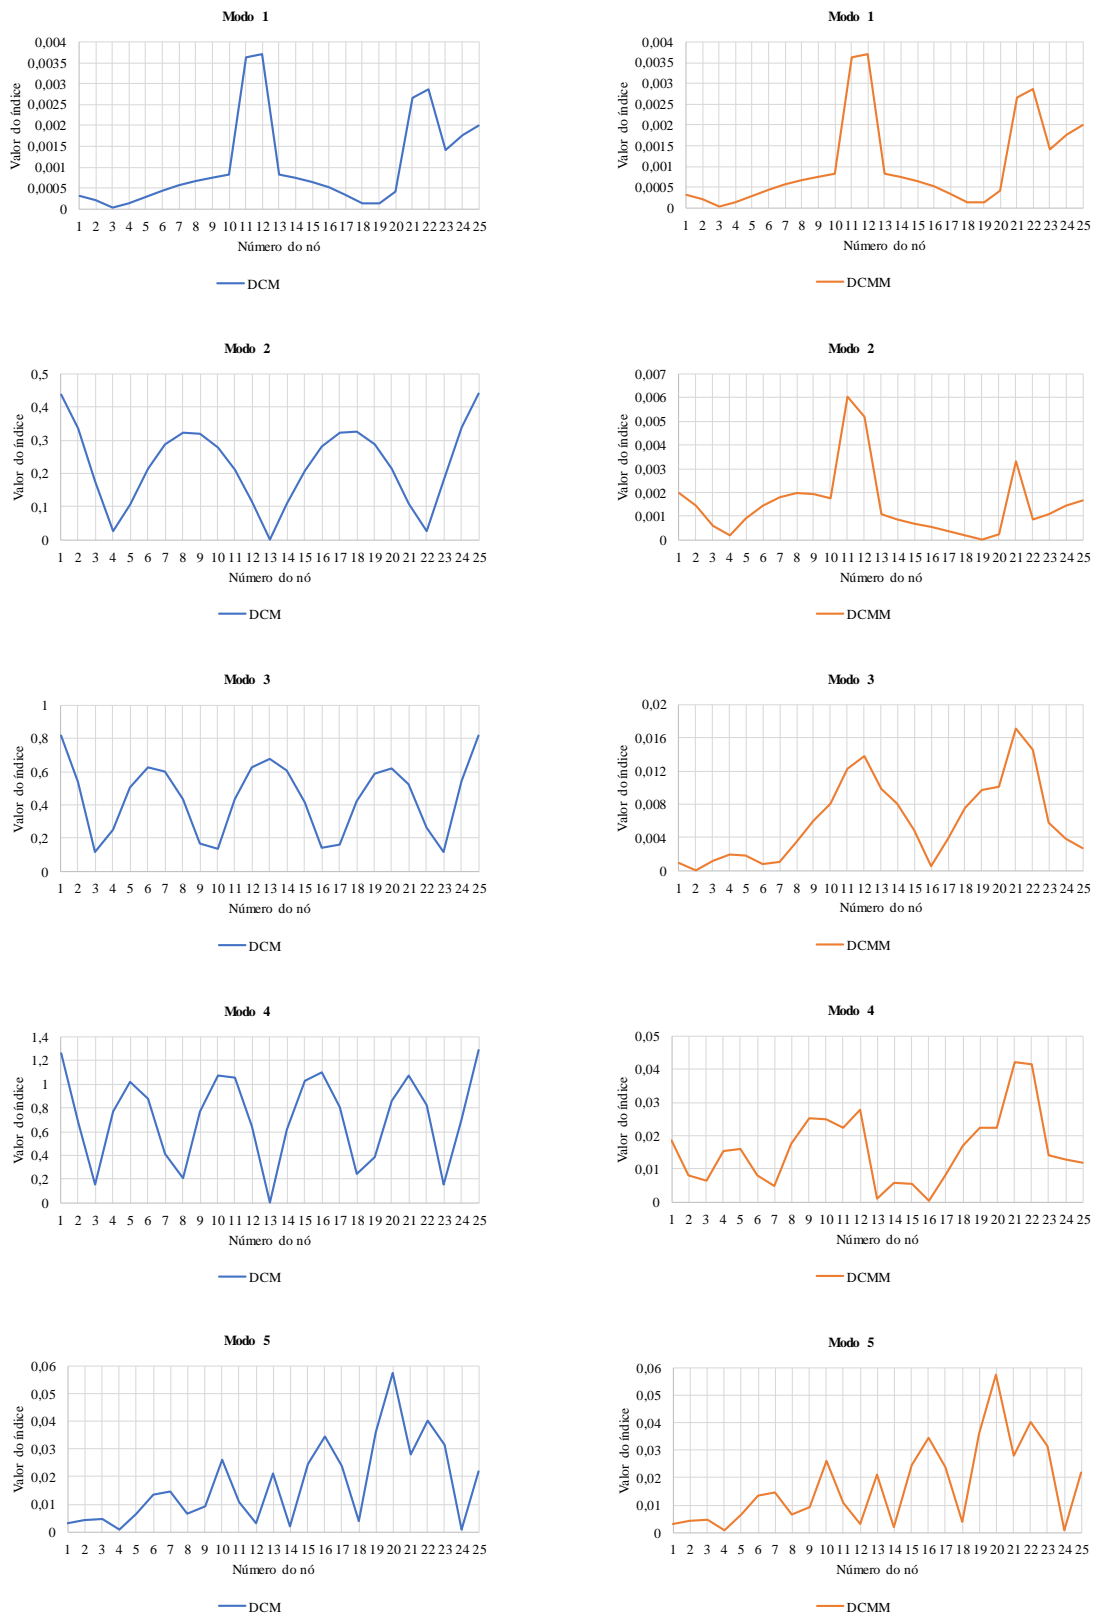 Modo 1
0,004
0,0035
0,003
0,0025
0,002
0,0015
0,001
0,0005
0
Valor do índice
1 2 3 4 5 6 7 8 9 10 11 12 13 14 15 16 17 18 19 20 21 22 23 24 25
Número do nó
DCM
Modo 1
0,004
0,0035
0,003
0,0025
0,002
0,0015
0,001
0,0005
0
Valor do índice
1 2 3 4 5 6 7 8 9 10 11 12 13 14 15 16 17 18 19 20 21 22 23 24 25
Número do nó
DCMM
Modo 2
0,5
0,4
0,3
0,2
0,1
0
Valor do índice
1 2 3 4 5 6 7 8 9 10 11 12 13 14 15 16 17 18 19 20 21 22 23 24 25
Número do nó
DCM
Modo 2
0,007
0,006
0,005
0,004
0,003
0,002
0,001
0
Valor do índice
1 2 3 4 5 6 7 8 9 10 11 12 13 14 15 16 17 18 19 20 21 22 23 24 25
Número do nó
DCMM
Modo 3
1
0,8
0,6
0,4
0,2
0
Valor do índice
1 2 3 4 5 6 7 8 9 10 11 12 13 14 15 16 17 18 19 20 21 22 23 24 25
Número do nó
DCM
Modo 3
0,02
0,016
0,012
0,008
0,004
0
Valor do índice
1 2 3 4 5 6 7 8 9 10 11 12 13 14 15 16 17 18 19 20 21 22 23 24 25
Número do nó
DCMM
Modo 4
1,4
1,2
1
0,8
0,6
0,4
0,2
0
Valor do índice
1 2 3 4 5 6 7 8 9 10 11 12 13 14 15 16 17 18 19 20 21 22 23 24 25
Número do nó
DCM
Modo 4
0,05
0,04
0,03
0,02
0,01
0
Valor do índice
1 2 3 4 5 6 7 8 9 10 11 12 13 14 15 16 17 18 19 20 21 22 23 24 25
Número do nó
DCMM
Modo 5
0,06
0,05
0,04
0,03
0,02
0,01
0
Valor do índice
1 2 3 4 5 6 7 8 9 10 11 12 13 14 15 16 17 18 19 20 21 22 23 24 25
Número do nó
DCM
Modo 5
0,06
0,05
0,04
0,03
0,02
0,01
0
Valor do índice
1 2 3 4 5 6 7 8 9 10 11 12 13 14 15 16 17 18 19 20 21 22 23 24 25
Número do nó
DCMM